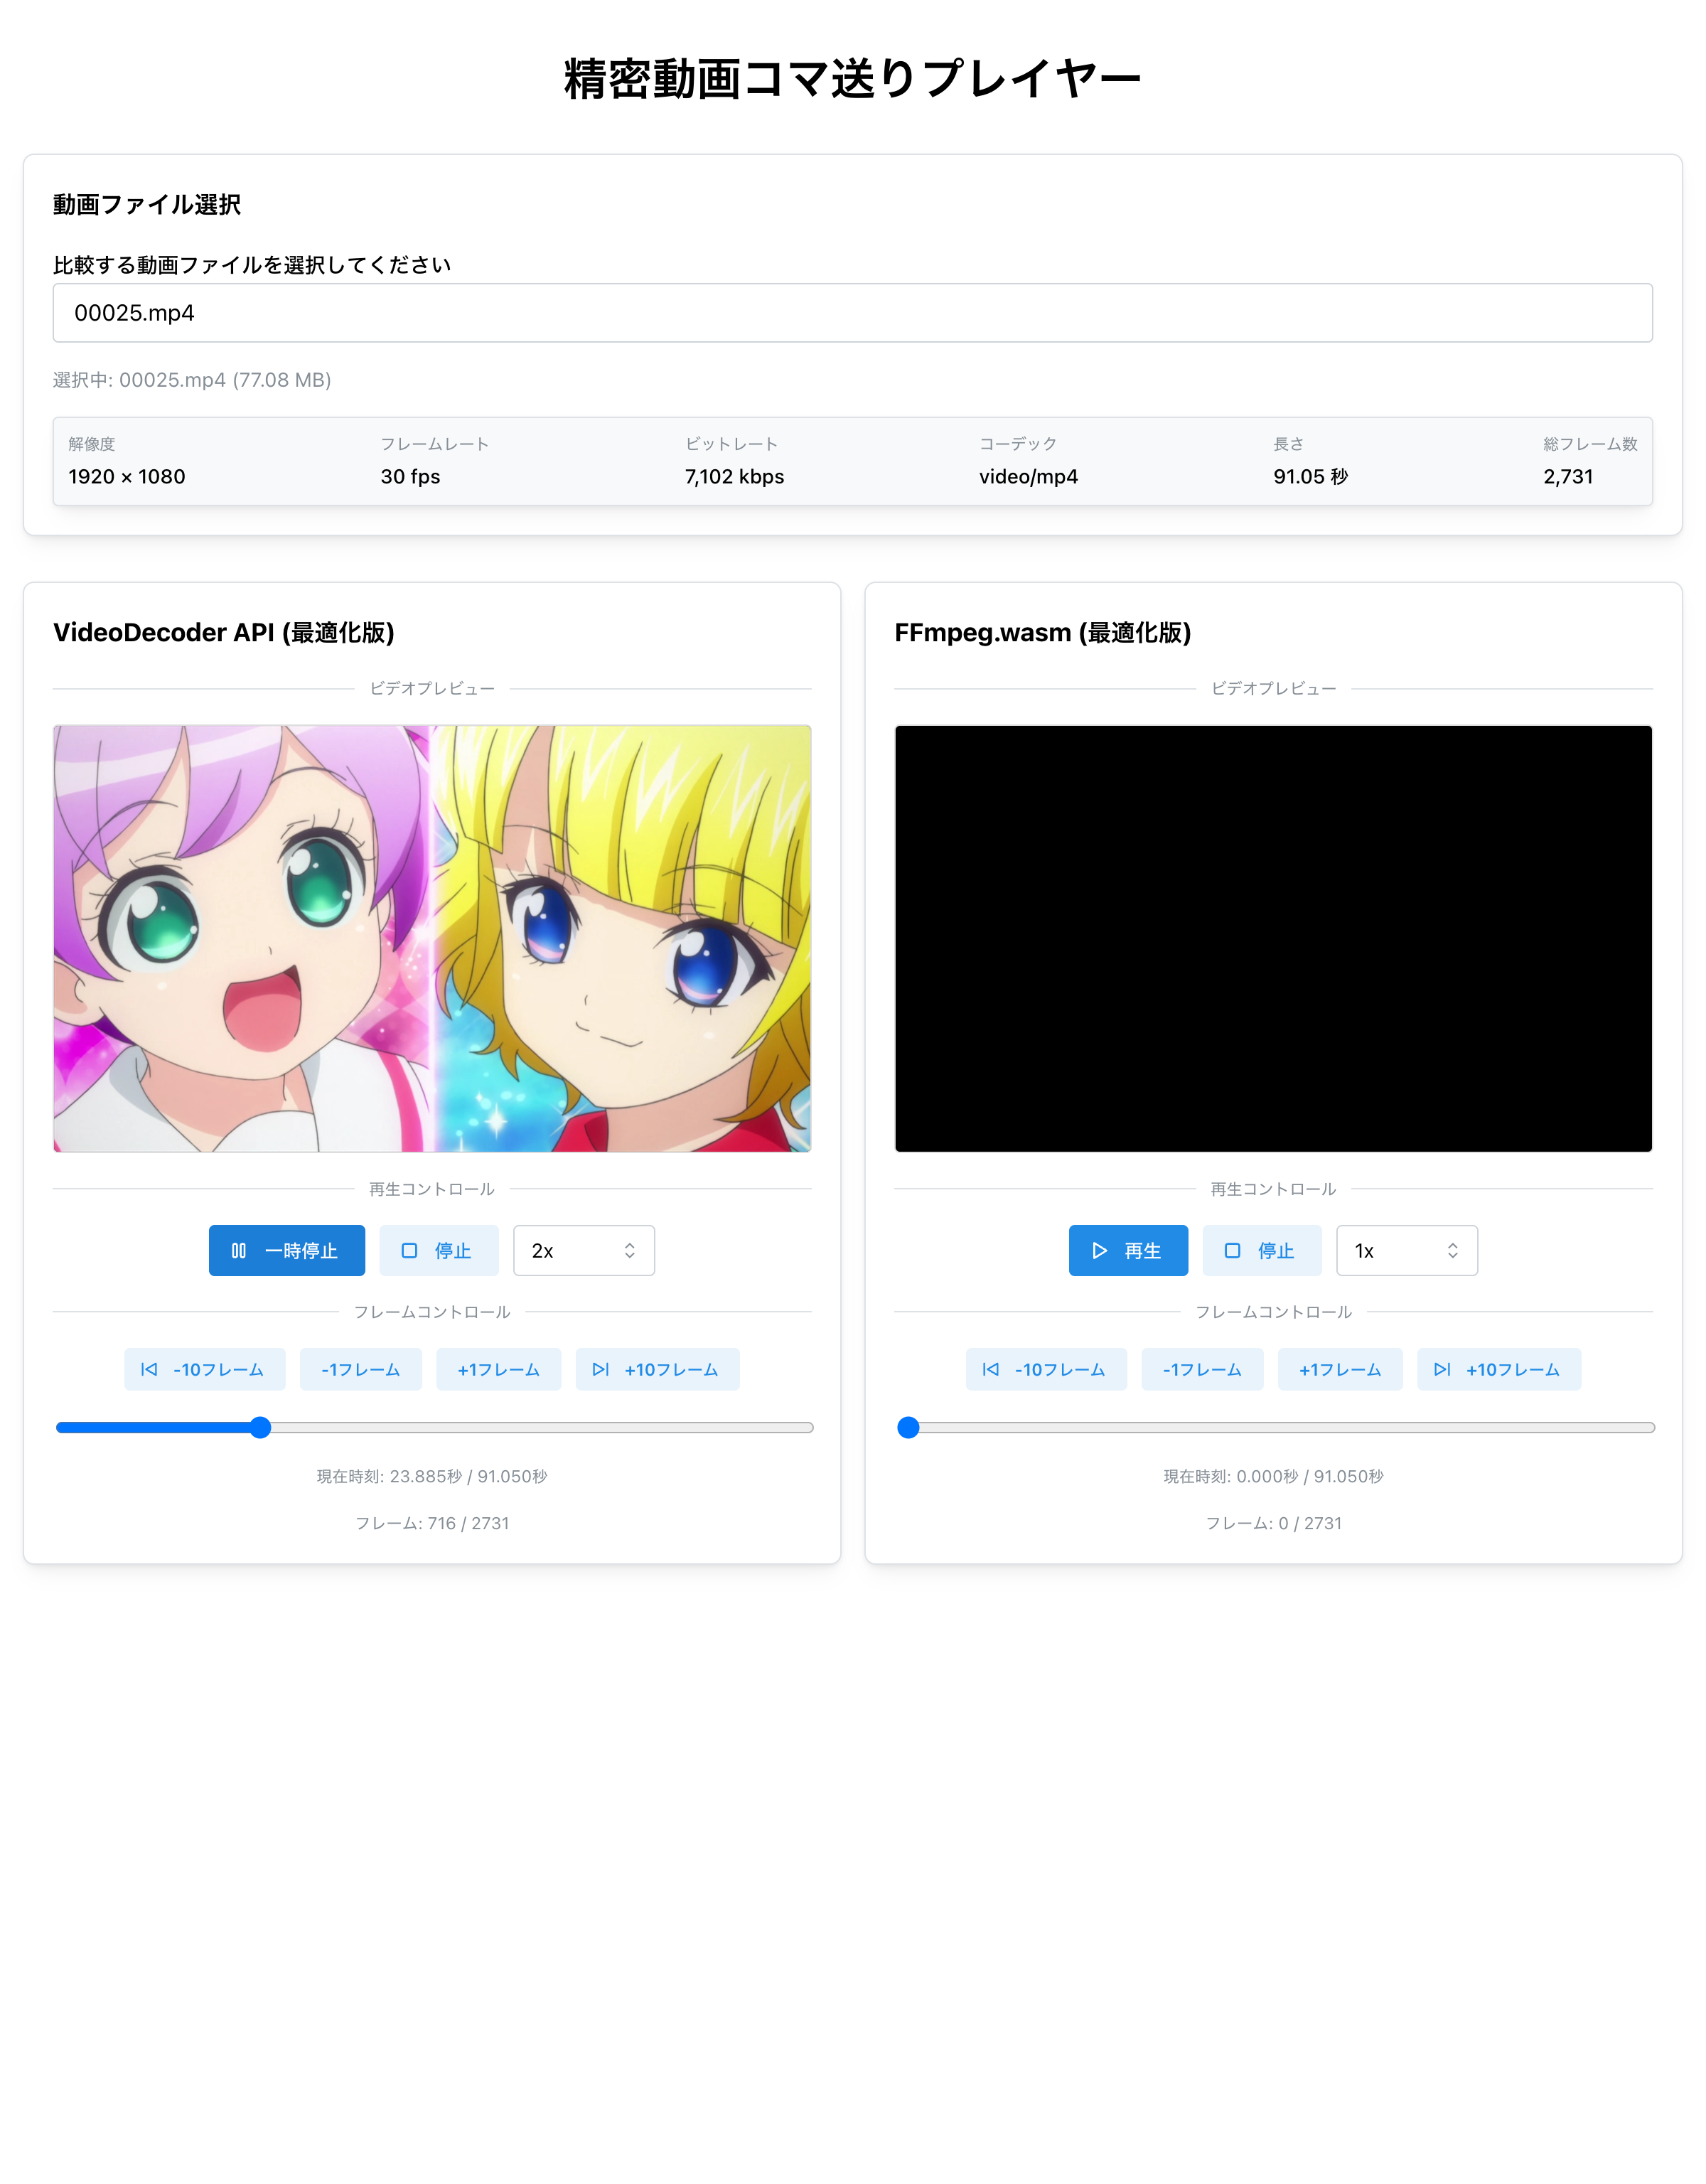 精密動画コマ送りプレイヤー
動画ファイル選択
比較する動画ファイルを選択してください
00025.mp4
選択中: 00025.mp4 (77.08 MB)
解像度 フレームレート ビットレート コーデック 長さ 総フレーム数
1920 × 1080 30 fps 7,102 kbps video/mp4 91.05 秒 2,731
VideoDecoder API (最適化版)
ビデオプレビュー
再生コントロール
一時停止 停止 2x
フレームコントロール
-10フレーム -1フレーム +1フレーム +10フレーム
現在時刻: 23.885秒 / 91.050秒
フレーム: 716 / 2731
FFmpeg.wasm (最適化版)
ビデオプレビュー
再生コントロール
再生 停止 1x
フレームコントロール
-10フレーム -1フレーム +1フレーム +10フレーム
現在時刻: 0.000秒 / 91.050秒
フレーム: 0 / 2731